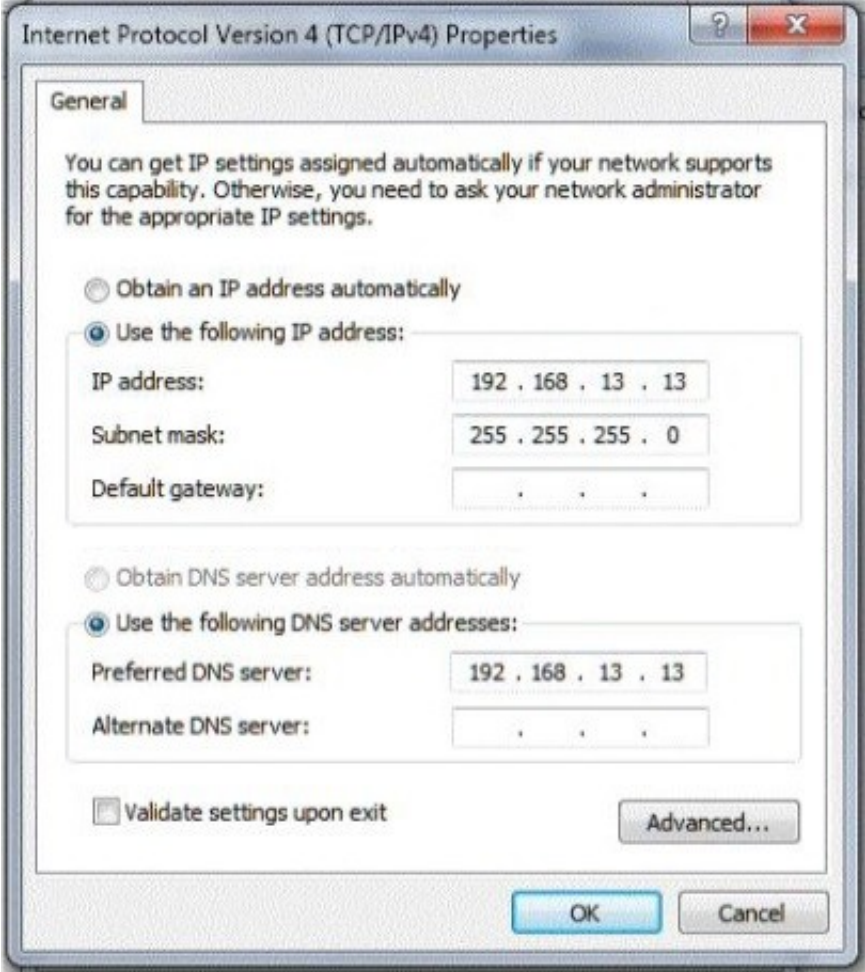 Internet Protocol Version 4 (TCP/IPv4) Properties
?
General
You can get IP settings assigned automatically if your network supports
this capability. Otherwise, you need to ask your network administrator
for the appropriate IP settings.
Obtain an IP address automatically
Use the following IP address:
IP address: 192 . 168 . 13 . 13
Subnet mask: 255 . 255 . 255 . 0
Default gateway: . . .
Obtain DNS server address automatically
Use the following DNS server addresses:
Preferred DNS server: 192 . 168 . 13 . 13
Alternate DNS server: . . .
Validate settings upon exit
Advanced...
OK Cancel